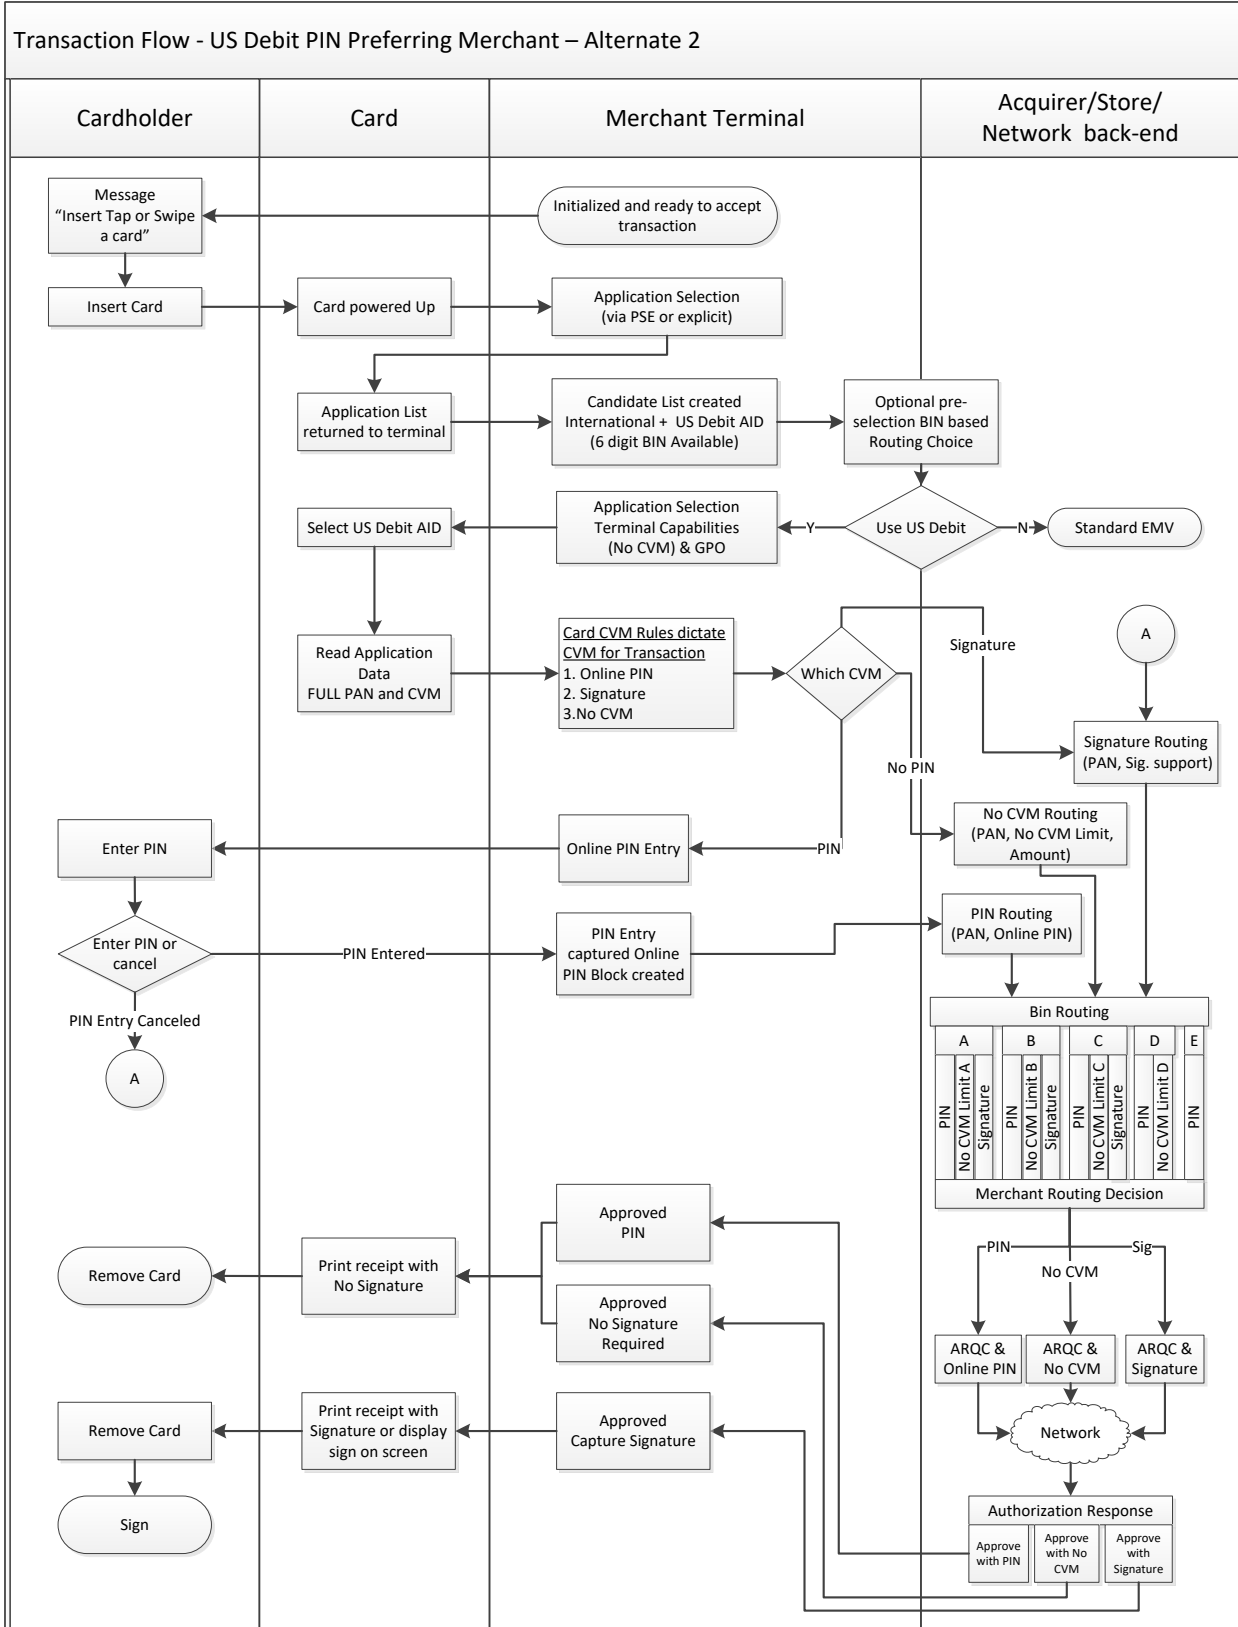 Transaction Flow - US Debit PIN Preferring Merchant – Alternate 2
Cardholder
Card
Merchant Terminal
Acquirer/Store/
Network back-end
Message
“Insert Tap or Swipe
a card”
Initialized and ready to accept
transaction
Insert Card
Card powered Up
Application Selection
(via PSE or explicit)
Application List
returned to terminal
Candidate List created
International + US Debit AID
(6 digit BIN Available)
Optional pre-
selection BIN based
Routing Choice
Select US Debit AID
Application Selection
Terminal Capabilities
(No CVM) & GPO
Y
Use US Debit
N
Standard EMV
Read Application
Data
FULL PAN and CVM
Card CVM Rules dictate
CVM for Transaction
1. Online PIN
2. Signature
3.No CVM
Which CVM
Signature
A
Signature Routing
(PAN, Sig. support)
No PIN
No CVM Routing
(PAN, No CVM Limit,
Amount)
Enter PIN
Online PIN Entry
PIN
Enter PIN or
cancel
PIN Entered
PIN Entry
captured Online
PIN Block created
PIN Routing
(PAN, Online PIN)
PIN Entry Canceled
A
Bin Routing
A
B
C
D
E
PIN
No CVM Limit A
Signature
PIN
No CVM Limit B
Signature
PIN
No CVM Limit C
Signature
PIN
No CVM Limit D
PIN
Merchant Routing Decision
PIN
No CVM
Sig
Approved
PIN
Remove Card
Print receipt with
No Signature
Approved
No Signature
Required
ARQC &
Online PIN
ARQC &
No CVM
ARQC &
Signature
Remove Card
Print receipt with
Signature or display
sign on screen
Approved
Capture Signature
Network
Sign
Authorization Response
Approve
with PIN
Approve
with No
CVM
Approve
with
Signature